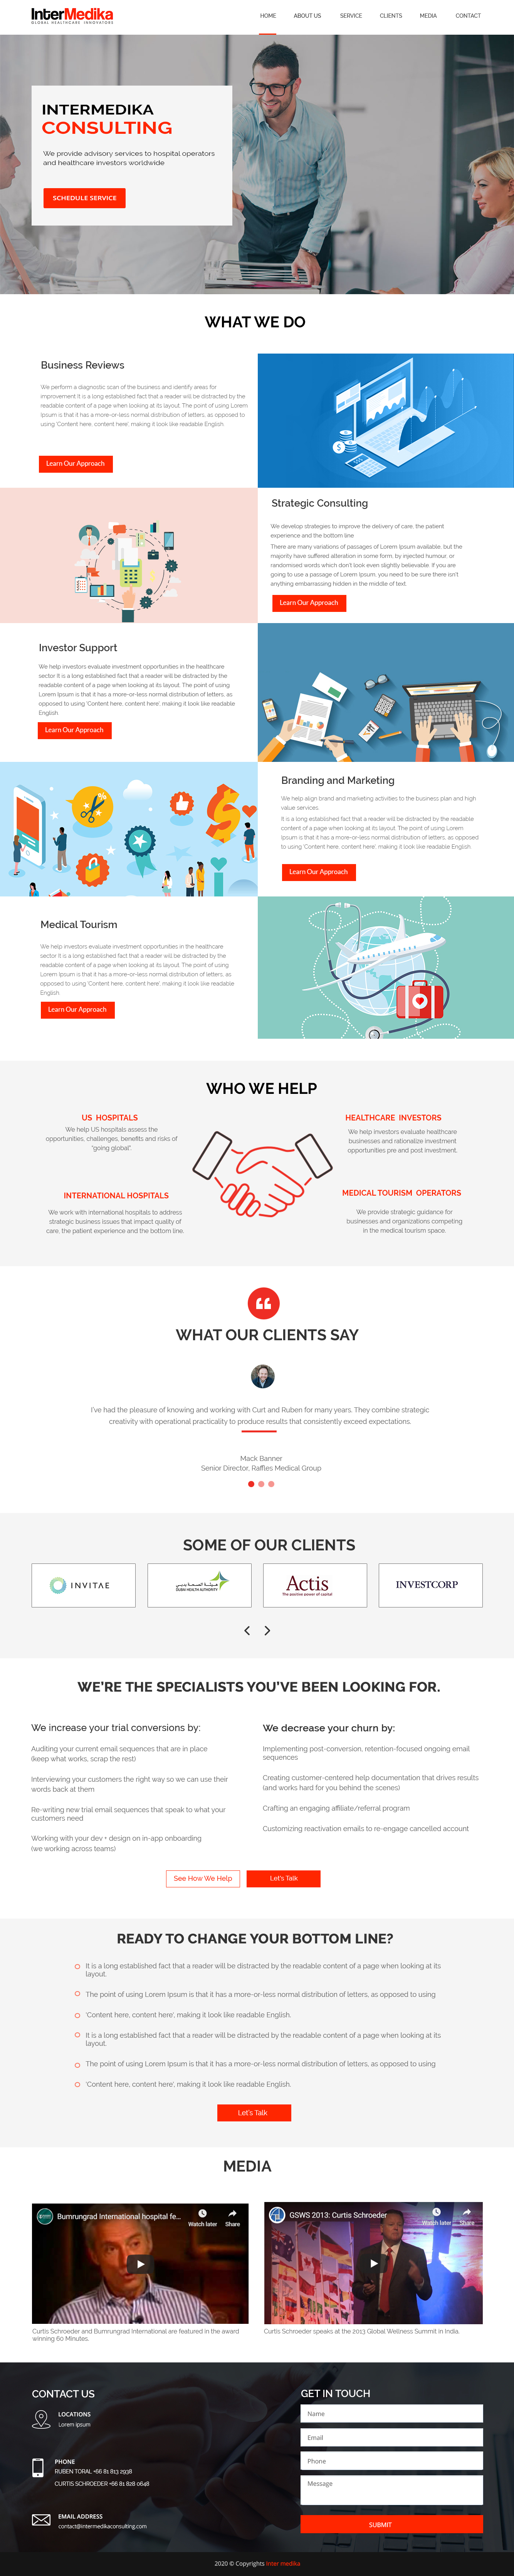 InterMedika
GLOBAL HEALTHCARE INNOVATORS
HOME
ABOUT US
SERVICE
CLIENTS
MEDIA
CONTACT
INTERMEDIKA
CONSULTING
We provide advisory services to hospital operators
and healthcare investors worldwide
SCHEDULE SERVICE
WHAT WE DO
Business Reviews
We perform a diagnostic scan of the business and identify areas for
improvement it is a long established fact that a reader will be distracted by the
readable content of a page when looking at its layout. The point of using Lorem
Ipsum is that it has a more-or-less normal distribution of letters, as opposed to
using 'Content here, content here', making it look like readable English
Learn Our Approach
Strategic Consulting
We develop strategies to improve the delivery of care, the patient
experience and the bottom line
There are many variations of passages of Lorem Ipsum available, but the
majority have suffered alteration in some form, by injected humour, or
randomised words which don't look even slightly believable. If you are
going to use a passage of Lorem Ipsum, you need to be sure there isn't
anything embarrassing hidden in the middle of text.
Learn Our Approach
Investor Support
We help investors evaluate investment opportunities in the healthcare
sector It is a long established fact that a reader will be distracted by the
readable content of a page when looking at its layout. The point of using
Lorem Ipsum is that it has a more-or-less normal distribution of letters, as
opposed to using 'Content here, content here', making it look like readable
English.
Learn Our Approach
Branding and Marketing
We help align brand and marketing activities to the business plan and high
value services.
It is a long established fact that a reader will be distracted by the readable
content of a page when looking at its layout. The point of using Lorem
Ipsum is that it has a more-or-less normal distribution of letters, as opposed
to using 'Content here, content here', making it look like readable English.
Learn Our Approach
Medical Tourism
We help investors evaluate investment opportunities in the healthcare
sector It is a long established fact that a reader will be distracted by the
readable content of a page when looking at its layout. The point of using
Lorem Ipsum is that it has a more-or-less normal distribution of letters, as
opposed to using 'Content here, content here', making it look like readable
English.
Learn Our Approach
WHO WE HELP
US HOSPITALS
We help US hospitals assess the
opportunities, challenges, benefits and risks of
"going global".
HEALTHCARE INVESTORS
We help investors evaluate healthcare
businesses and rationalize investment
opportunities pre and post investment.
INTERNATIONAL HOSPITALS
We work with international hospitals to address
strategic business issues that impact quality of
care, the patient experience and the bottom line.
MEDICAL TOURISM OPERATORS
We provide strategic guidance for
businesses and organizations competing
in the medical tourism space.
WHAT OUR CLIENTS SAY
I've had the pleasure of knowing and working with Curt and Ruben for many years. They combine strategic
creativity with operational practicality to produce results that consistently exceed expectations.
Mack Banner
Senior Director, Raffles Medical Group
SOME OF OUR CLIENTS
INVITAE
هيئة الصحة بدبي
DUBAI HEALTH AUTHORITY
Actis
The positive power of capital
INVESTCORP
WE'RE THE SPECIALISTS YOU'VE BEEN LOOKING FOR.
We increase your trial conversions by:
Auditing your current email sequences that are in place
(keep what works, scrap the rest)
Interviewing your customers the right way so we can use their
words back at them
Re-writing new trial email sequences that speak to what your
customers need
Working with your dev + design on in-app onboarding
(we working across teams)
We decrease your churn by:
Implementing post-conversion, retention-focused ongoing email
sequences
Creating customer-centered help documentation that drives results
(and works hard for you behind the scenes)
Crafting an engaging affiliate/referral program
Customizing reactivation emails to re-engage cancelled account
See How We Help
Let's Talk
READY TO CHANGE YOUR BOTTOM LINE?
It is a long established fact that a reader will be distracted by the readable content of a page when looking at its
layout.
The point of using Lorem Ipsum is that it has a more-or-less normal distribution of letters, as opposed to using
'Content here, content here', making it look like readable English.
It is a long established fact that a reader will be distracted by the readable content of a page when looking at its
layout.
The point of using Lorem Ipsum is that it has a more-or-less normal distribution of letters, as opposed to using
'Content here, content here', making it look like readable English.
Let's Talk
MEDIA
Bumrungrad International hospital fe...
Watch later
Share
GSWS 2013: Curtis Schroeder
Watch later
Share
Curtis Schroeder and Bumrungrad International are featured in the award
winning 60 Minutes.
Curtis Schroeder speaks at the 2013 Global Wellness Summit in India.
CONTACT US
LOCATIONS
Lorem Ipsum
PHONE
RUBEN TORAL +66 81 813 2938
CURTIS SCHROEDER +66 81 828 0648
EMAIL ADDRESS
contact@intermedikaconsulting.com
GET IN TOUCH
Name
Email
Phone
Message
SUBMIT
2020 © Copyrights Inter medika